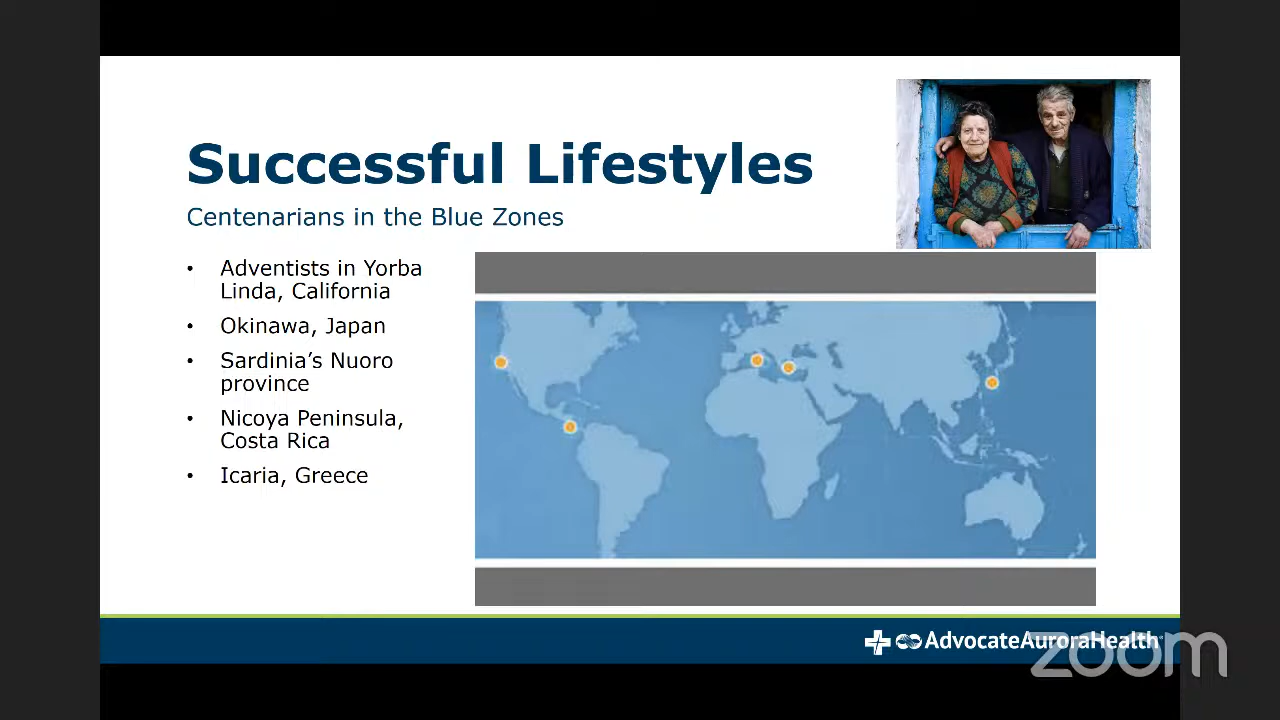 Successful Lifestyles
Centenarians in the Blue Zones
• Adventists in Yorba
Linda, California
• Okinawa, Japan
• Sardinia’s Nuoro
province
• Nicoya Peninsula,
Costa Rica
• Icaria, Greece
AdvocateAuroraHealth
zoom